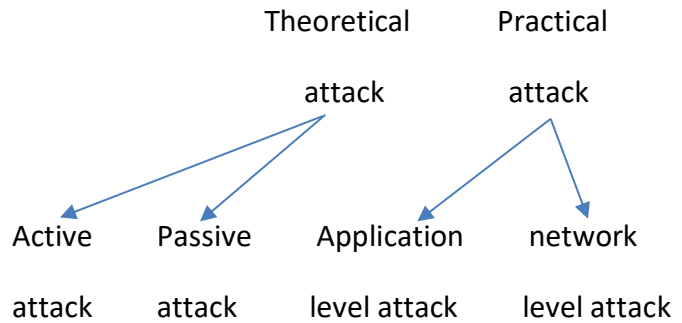 Theoretical Practical
attack attack
Active Passive Application network
attack attack level attack level attack